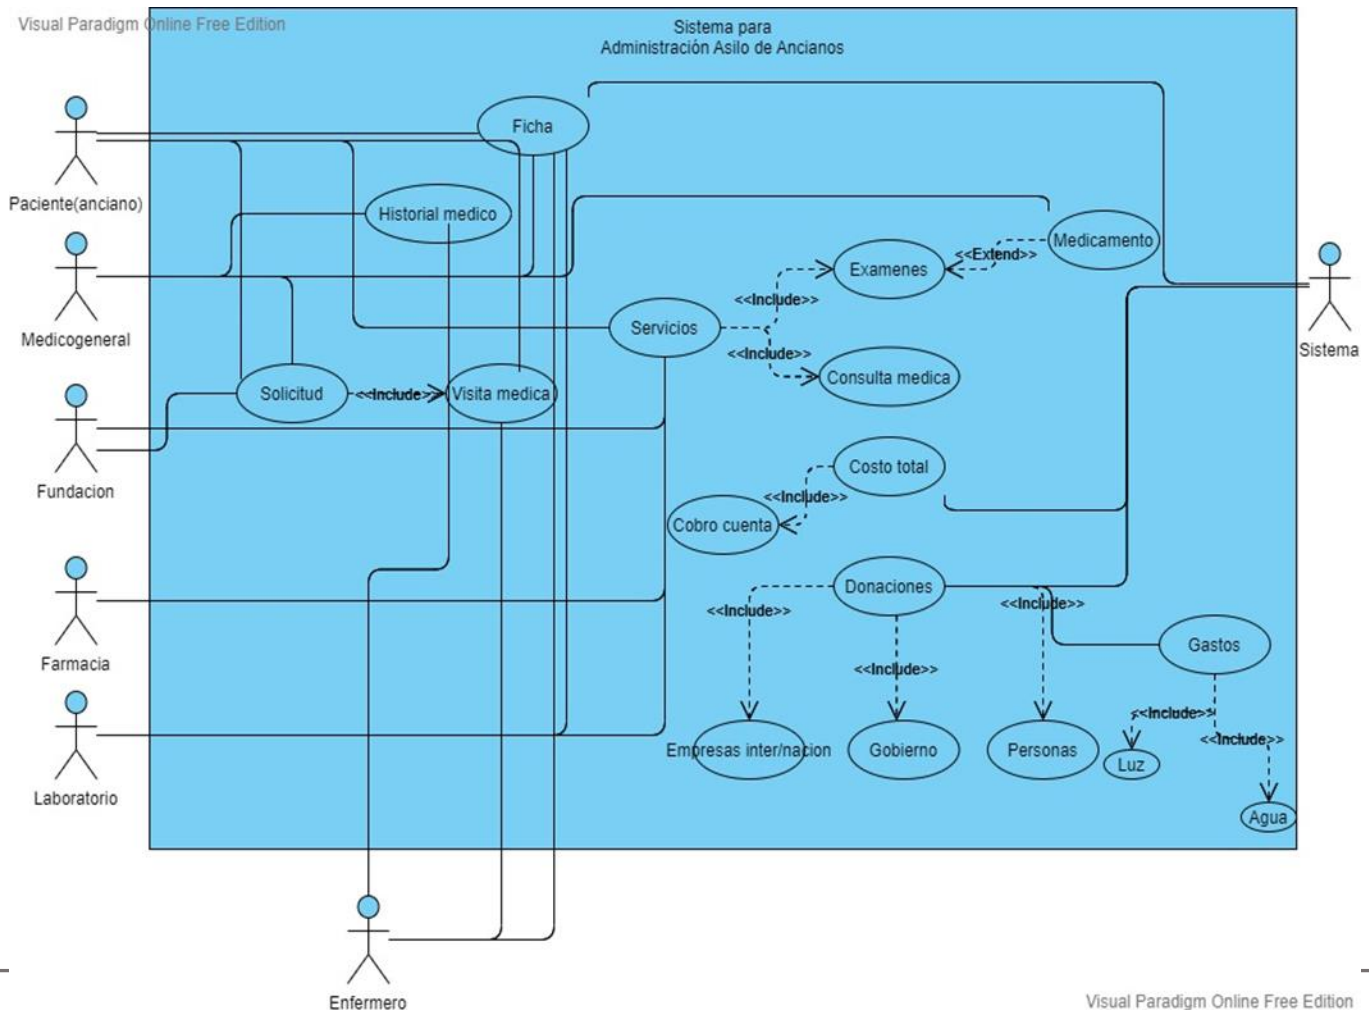 Visual Paradigm Online Free Edition
Sistema para
Administración Asilo de Ancianos
Ficha
Paciente(anciano)
Historial medico
Medicamento
<<Extend>>
Examenes
<<Include>>
Medicogeneral
Servicios
Sistema
<<Include>>
Consulta medica
Solicitud
<<Include>>
Visita medica
Fundacion
Costo total
<<Include>>
Cobro cuenta
Donaciones
<<Include>>
<<Include>>
Gastos
Farmacia
<<Include>>
<<Include>>
<<Include>>
Empresas inter/nacion
Gobierno
Personas
Luz
Laboratorio
Agua
Enfermero
Visual Paradigm Online Free Edition